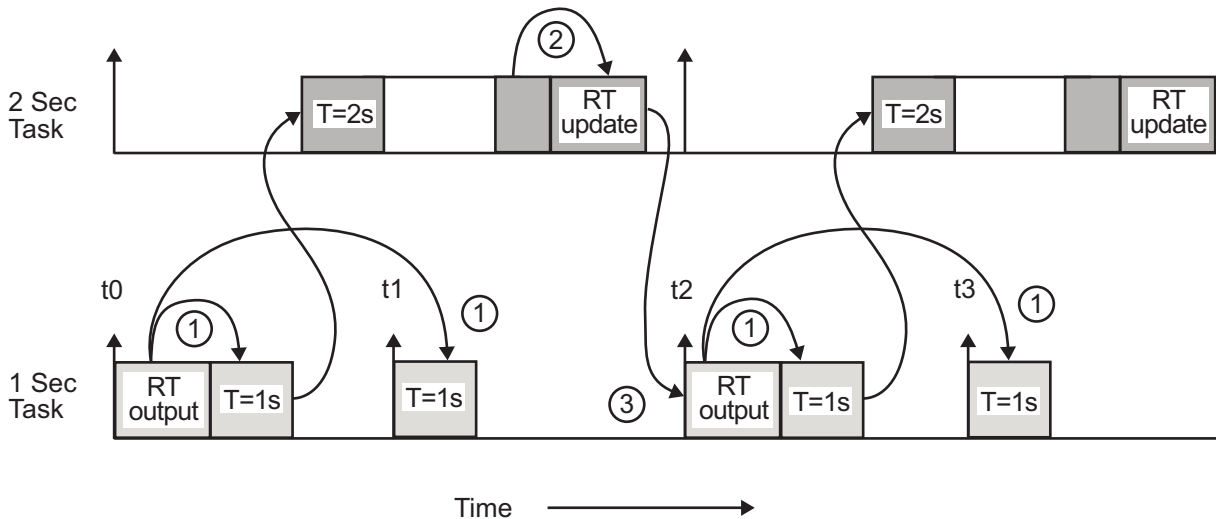 2
2 Sec
Task
T=2s
RT
update
T=2s
RT
update
t0
t1
t2
t3
1
1
1
1
1 Sec
Task
RT
output
T=1s
T=1s
3
RT
output
T=1s
T=1s
Time